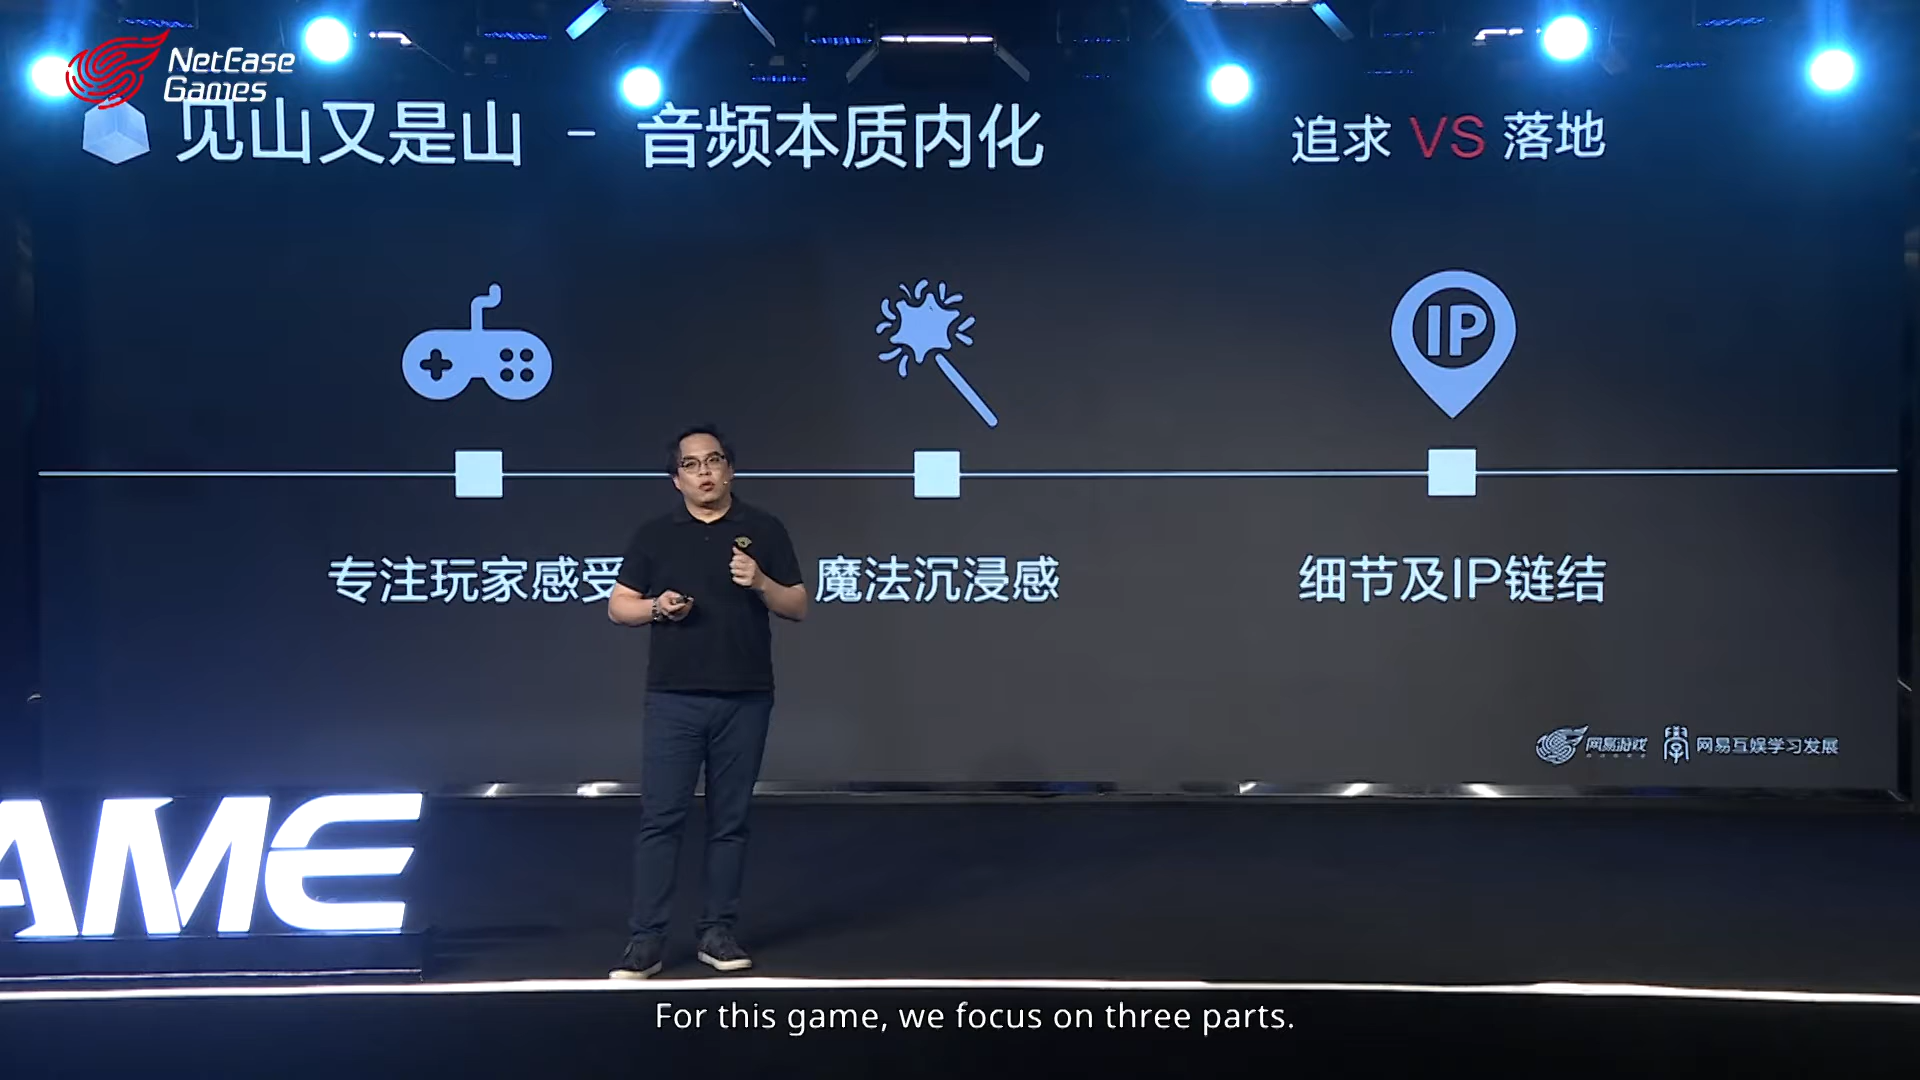 NetEase
Games
见山又是山 - 音频本质内化
追求 VS 落地
IP
专注玩家感受
魔法沉浸感
细节及IP链结
网易游戏
网易互娱学习发展
AME
For this game, we focus on three parts.